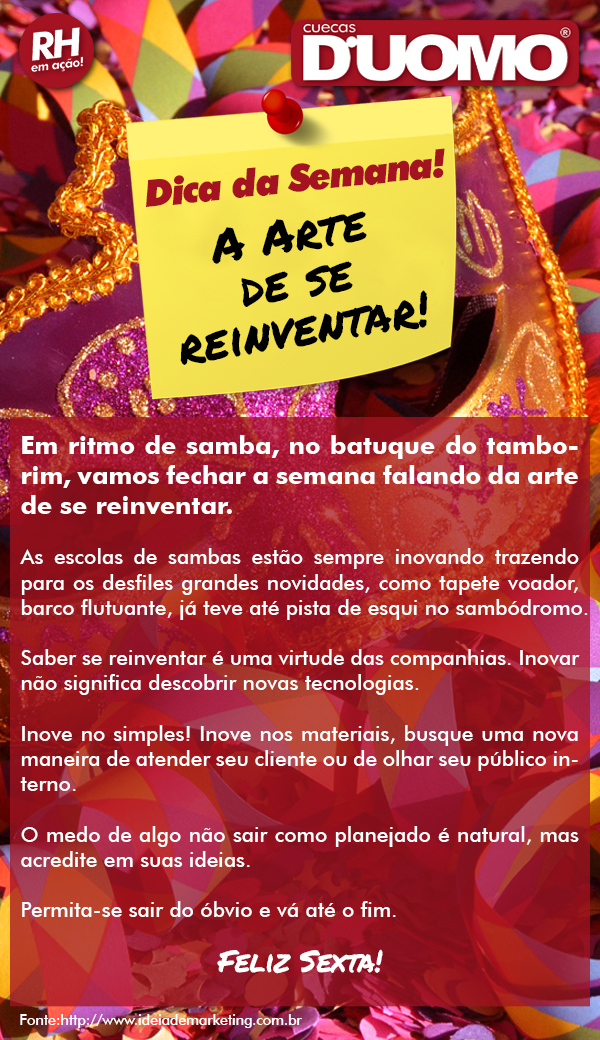 RH
em ação!
cuecas
D'UOMO®
Dica da Semana!
A Arte
de se
reinventar!
Em ritmo de samba, no batuque do tambo-
rim, vamos fechar a semana falando da arte
de se reinventar.
As escolas de sambas estão sempre inovando trazendo
para os desfiles grandes novidades, como tapete voador,
barco flutuante, já teve até pista de esqui no sambódromo.
Saber se reinventar é uma virtude das companhias. Inovar
não significa descobrir novas tecnologias.
Inove no simples! Inove nos materiais, busque uma nova
maneira de atender seu cliente ou de olhar seu público in-
terno.
O medo de algo não sair como planejado é natural, mas
acredite em suas ideias.
Permita-se sair do óbvio e vá até o fim.
Feliz Sexta!
Fonte:http://www.ideiademarketing.com.br